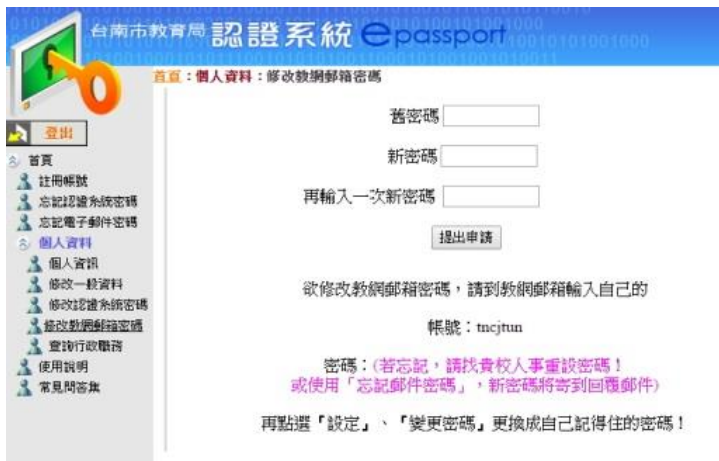 台南市教育局 認證系統 epassport
首頁：個人資料：修改教網郵箱密碼
登出
首頁
註冊帳號
忘記認證系統密碼
忘記電子郵件密碼
個人資料
個人資訊
修改一般資料
修改認證系統密碼
修改教網郵箱密碼
查詢行政職務
使用說明
常見問答集
舊密碼
新密碼
再輸入一次新密碼
提出申請
欲修改教網郵箱密碼，請到教網郵箱輸入自己的
帳號：tncjtun
密碼：(若忘記，請找貴校人事重設密碼！
或使用「忘記郵件密碼」，新密碼將寄到回覆郵件)
再點選「設定」、「變更密碼」更換成自己記得住的密碼！